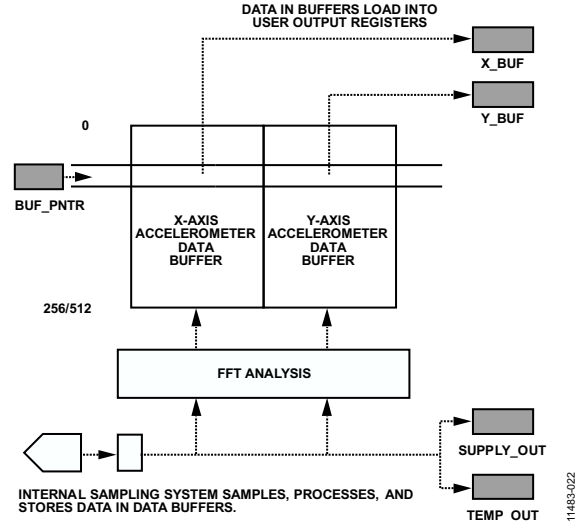 DATA IN BUFFERS LOAD INTO
USER OUTPUT REGISTERS
X_BUF
Y_BUF
0
BUF_PNTR
X-AXIS
ACCELEROMETER
DATA
BUFFER
Y-AXIS
ACCELEROMETER
DATA
BUFFER
256/512
FFT ANALYSIS
SUPPLY_OUT
INTERNAL SAMPLING SYSTEM SAMPLES, PROCESSES, AND
STORES DATA IN DATA BUFFERS.
TEMP_OUT
11483-022